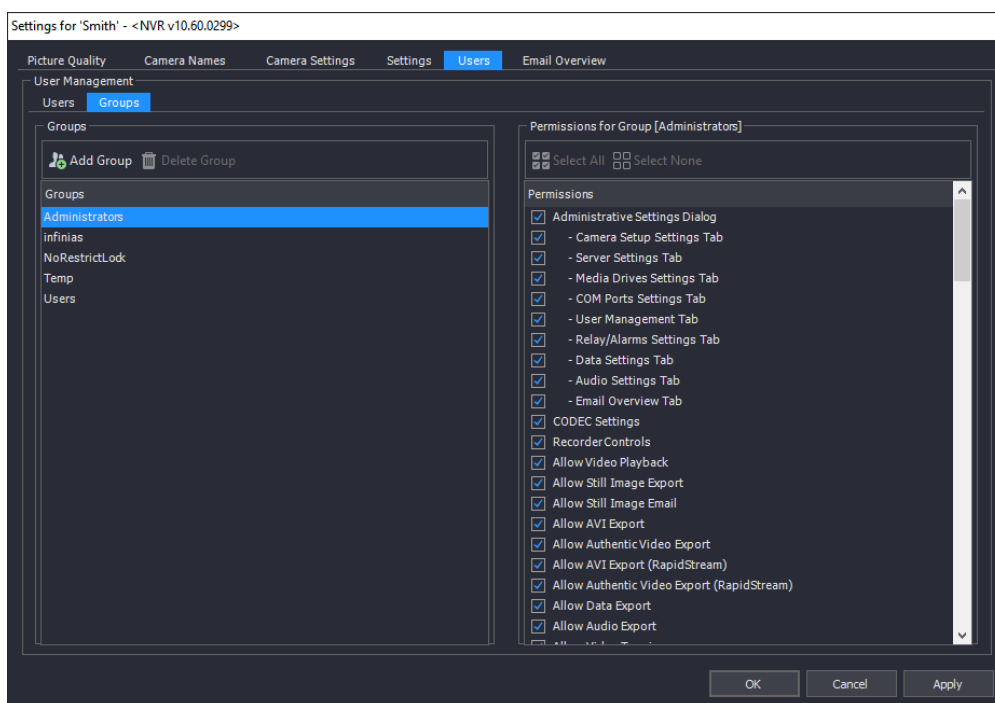 Settings for 'Smith' - <NVR v10.60.0299>
Picture Quality Camera Names Camera Settings Settings Users Email Overview
User Management
Users Groups
Groups
Add Group Delete Group
Groups
Administrators
infinias
NoRestrictLock
Temp
Users
Permissions for Group [Administrators]
Select All Select None
Permissions
Administrative Settings Dialog
- Camera Setup Settings Tab
- Server Settings Tab
- Media Drives Settings Tab
- COM Ports Settings Tab
- User Management Tab
- Relay/Alarms Settings Tab
- Data Settings Tab
- Audio Settings Tab
- Email Overview Tab
CODEC Settings
Recorder Controls
Allow Video Playback
Allow Still Image Export
Allow Still Image Email
Allow AVI Export
Allow Authentic Video Export
Allow AVI Export (RapidStream)
Allow Authentic Video Export (RapidStream)
Allow Data Export
Allow Audio Export
OK Cancel Apply